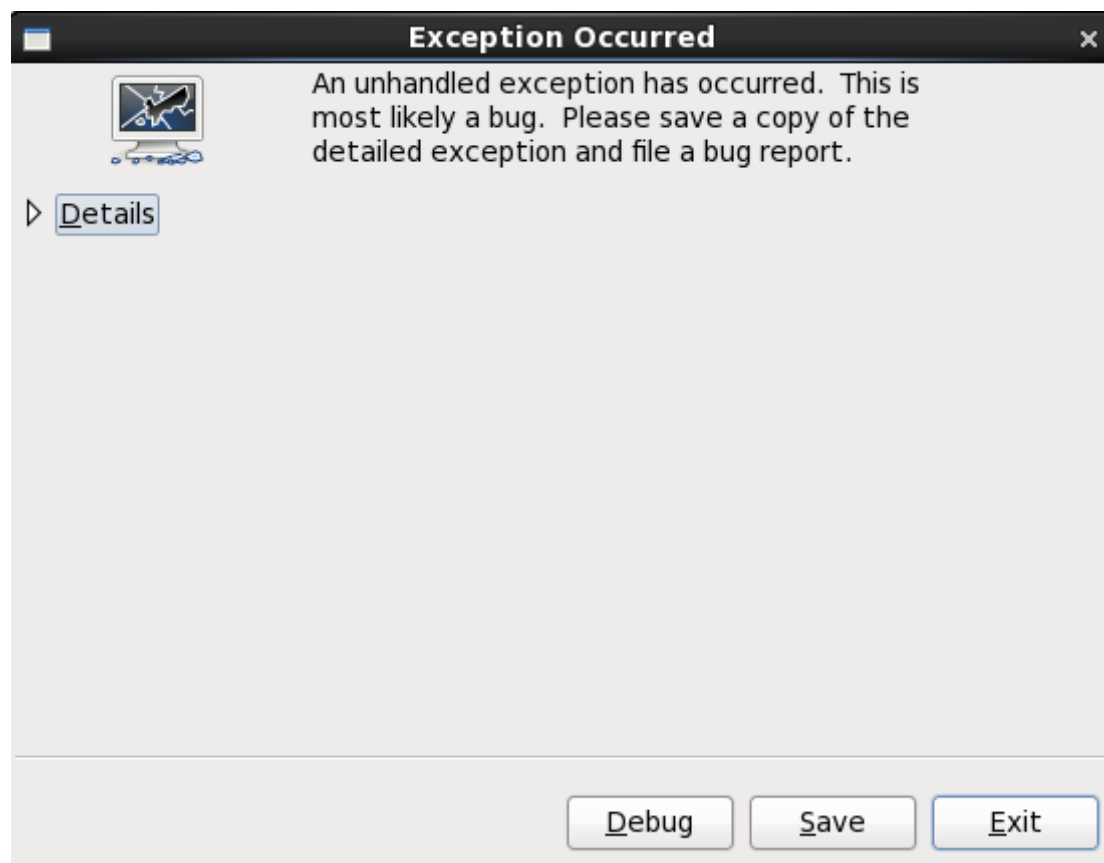 Exception Occurred
An unhandled exception has occurred.  This is
most likely a bug.  Please save a copy of the
detailed exception and file a bug report.
Details
Debug Save Exit